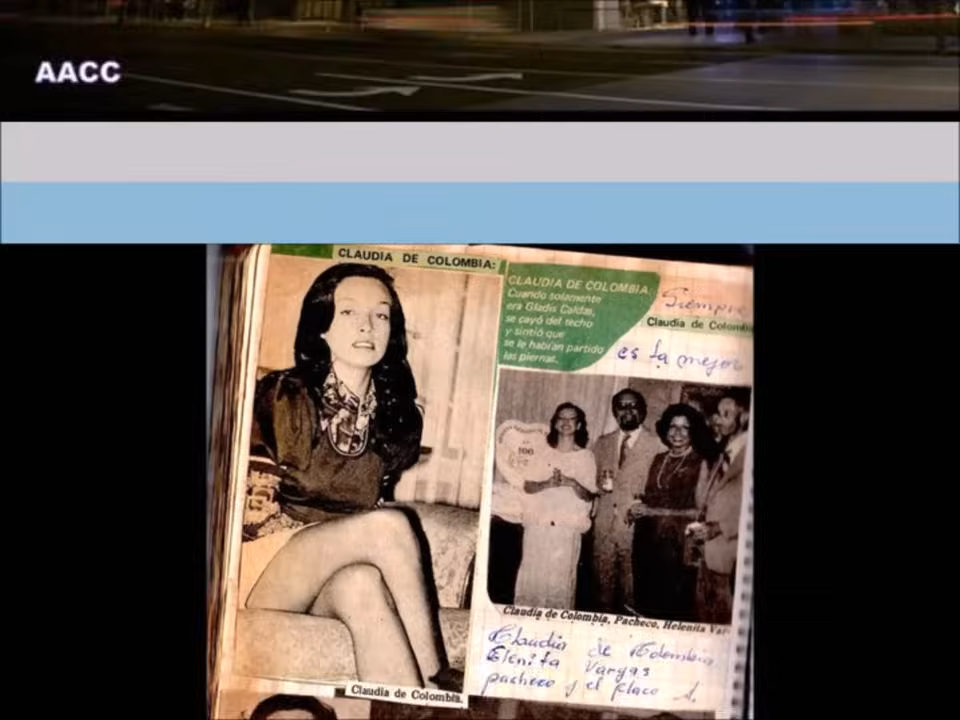 AACC
CLAUDIA DE COLOMBIA:
CLAUDIA DE COLOMBIA:
Cuando solamente
era Gladis Caldas,
se cayó del techo
y sintió que
se le habían partido
las piernas.
Siempre
Claudia de Colombia
es la mejor
Claudia de Colombia, Pacheco, Helenita Var
Claudia de Colombia
Elenita Vargas
pacheco y el flaco A.
Claudia de Colombia.